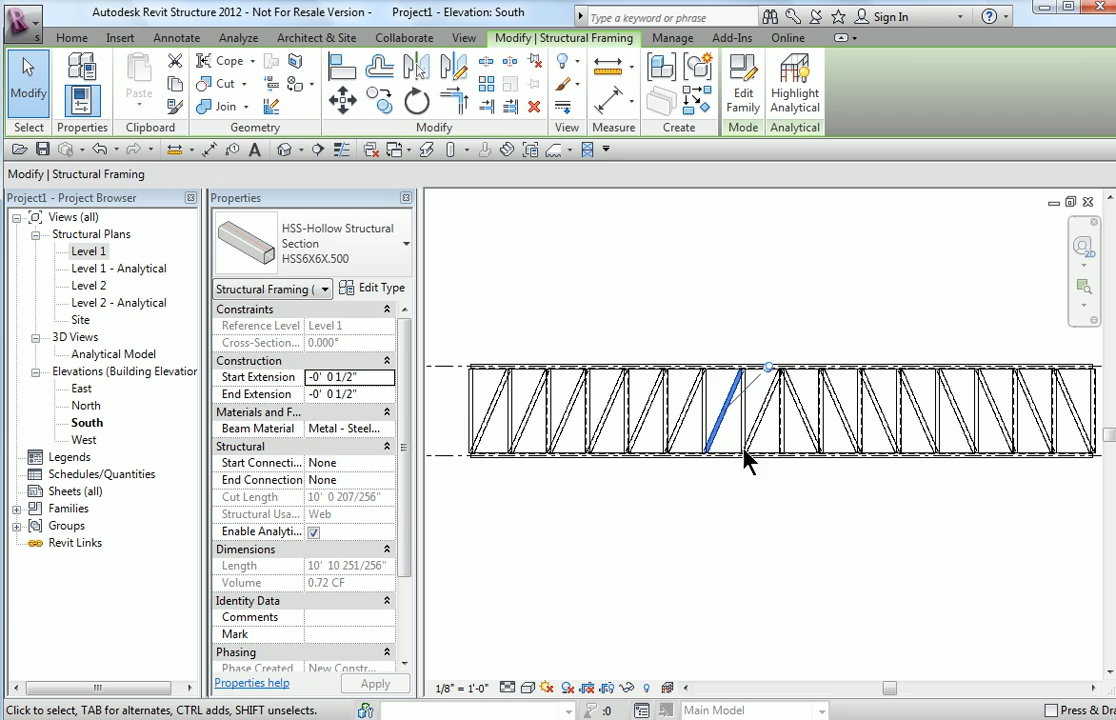 Autodesk Revit Structure 2012 - Not For Resale Version - Project1 - Elevation: South
Type a keyword or phrase
Sign In
Home Insert Annotate Analyze Architect & Site Collaborate View Modify | Structural Framing Manage Add-Ins Online
Modify
Paste
Cope
Cut
Join
Edit
Family
Highlight
Analytical
Select Properties Clipboard Geometry Modify View Measure Create Mode Analytical
Modify | Structural Framing
Project1 - Project Browser
Views (all)
Structural Plans
Level 1
Level 1 - Analytical
Level 2
Level 2 - Analytical
Site
3D Views
Analytical Model
Elevations (Building Elevation
East
North
South
West
Legends
Schedules/Quantities
Sheets (all)
Families
Groups
Revit Links
Properties
HSS-Hollow Structural
Section
HSS6X6X.500
Structural Framing (
Edit Type
Constraints
Reference Level Level 1
Cross-Section... 0.000°
Construction
Start Extension -0' 0 1/2"
End Extension -0' 0 1/2"
Materials and F...
Beam Material Metal - Steel...
Structural
Start Connecti... None
End Connection None
Cut Length 10' 0 207/256"
Structural Usa... Web
Enable Analyti...
Dimensions
Length 10' 10 251/256"
Volume 0.72 CF
Identity Data
Comments
Mark
Phasing
Phase Created New Constr...
Properties help
Apply
2D
1/8" = 1'-0"
Click to select, TAB for alternates, CTRL adds, SHIFT unselects.
:0
Main Model
Press & Dra